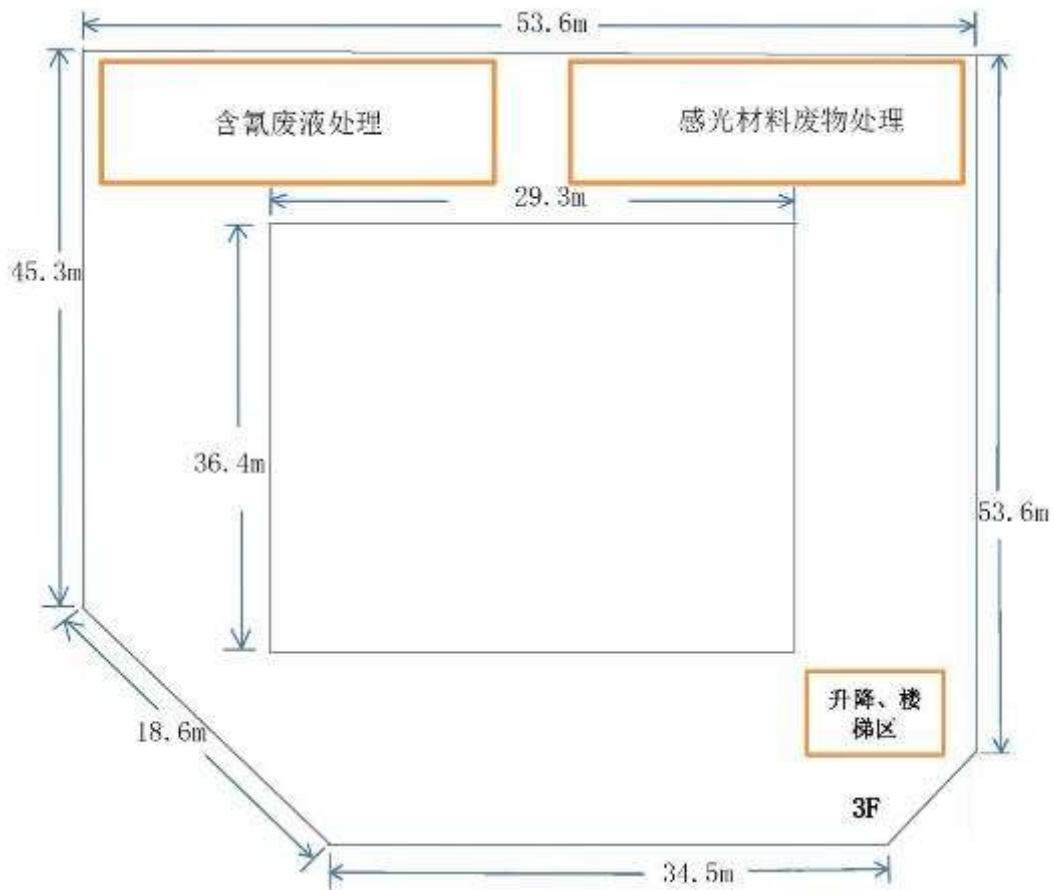 53.6m
含氰废液处理
感光材料废物处理
29.3m
45.3m
36.4m
53.6m
升降、楼
梯区
18.6m
3F
34.5m